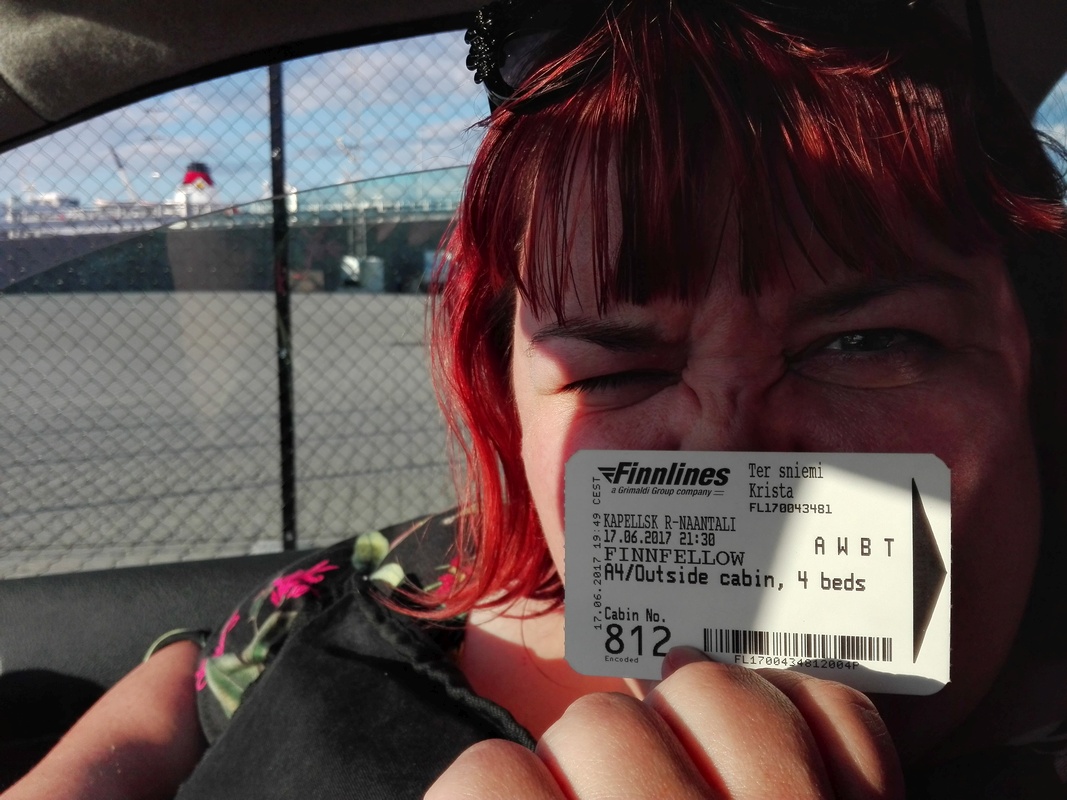 Finnlines
a Grimaldi Group company
Ter sniemi
Krista
FL170043481
KAPELLSK R-NAANTALI
17.06.2017 21:30
FINNFELLOW
A W B T
A4/Outside cabin, 4 beds
Cabin No.
812
Encoded
FL1700434812004P
17.06.2017 19:49 CEST